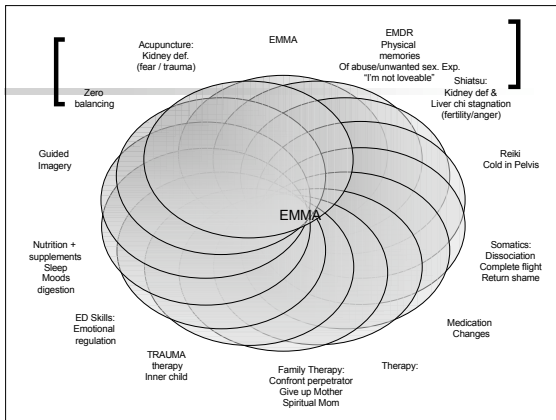 EMMA
Acupuncture:
Kidney def.
(fear / trauma)
EMDR
Physical
memories
Of abuse/unwanted sex. Exp.
“I’m not loveable”
Zero
balancing
Shiatsu:
Kidney def &
Liver chi stagnation
(fertility/anger)
Guided
Imagery
Reiki
Cold in Pelvis
EMMA
Nutrition +
supplements
Sleep
Moods
digestion
Somatics:
Dissociation
Complete flight
Return shame
ED Skills:
Emotional
regulation
Medication
Changes
TRAUMA
therapy
Inner child
Family Therapy:
Confront perpetrator
Give up Mother
Spiritual Mom
Therapy: